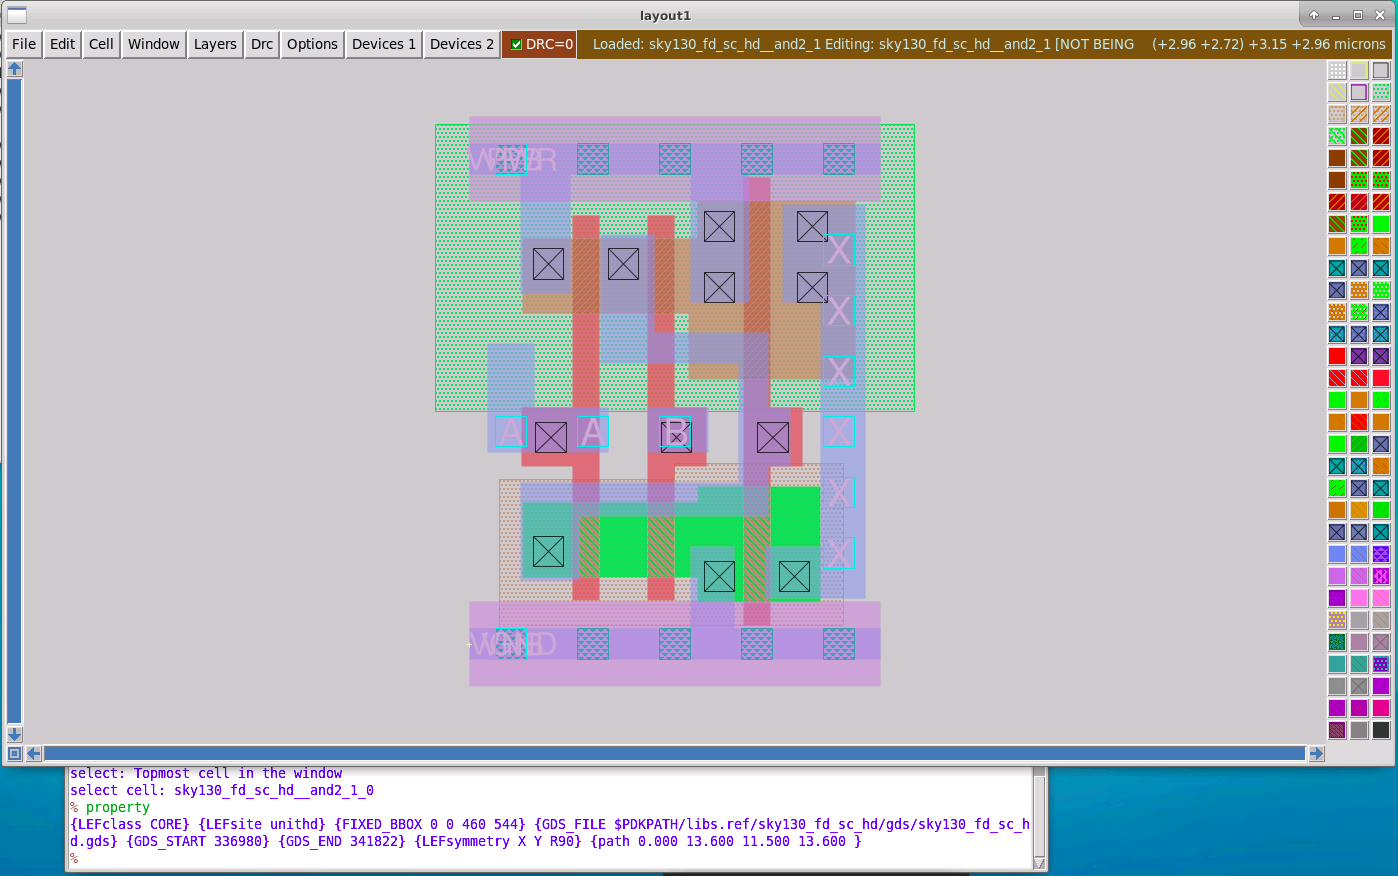 layout1
File Edit Cell Window Layers Drc Options Devices 1 Devices 2 DRC=0 Loaded: sky130_fd_sc_hd__and2_1 Editing: sky130_fd_sc_hd__and2_1 [NOT BEING (+2.96 +2.72) +3.15 +2.96 microns
X
X
X
A A B X
X
X
select: Topmost cell in the window
select cell: sky130_fd_sc_hd__and2_1_0
% property
{LEFclass CORE} {LEFsite unithd} {FIXED_BBOX 0 0 460 544} {GDS_FILE $PDKPATH/libs.ref/sky130_fd_sc_hd/gds/sky130_fd_sc_h
d.gds} {GDS_START 336980} {GDS_END 341822} {LEFsymmetry X Y R90} {path 0.000 13.600 11.500 13.600 }
%